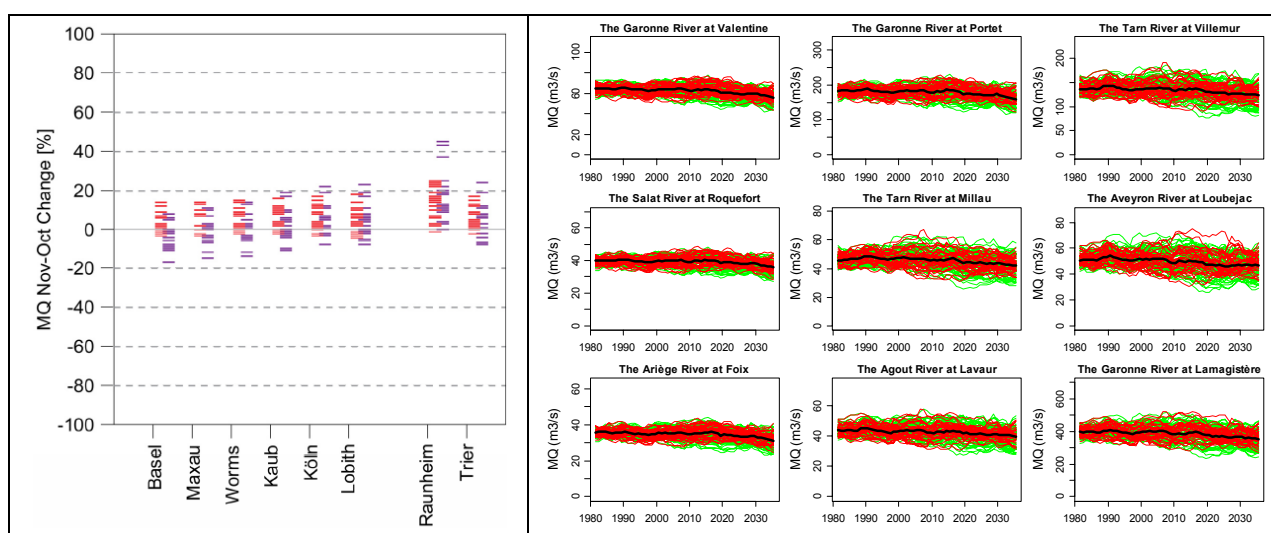 MQ Nov-Oct Change [%]
100
80
60
40
20
0
-20
-40
-60
-80
-100
Basel
Maxau
Worms
Kaub
Köln
Lobith
Raunheim
Trier
The Garonne River at Valentine
MQ (m3/s)
0 20 60 100
1980 1990 2000 2010 2020 2030
The Garonne River at Portet
MQ (m3/s)
0 100 200 300
1980 1990 2000 2010 2020 2030
The Tarn River at Villemur
MQ (m3/s)
0 50 100 150 200
1980 1990 2000 2010 2020 2030
The Salat River at Roquefort
MQ (m3/s)
0 20 40 60
1980 1990 2000 2010 2020 2030
The Tarn River at Millau
MQ (m3/s)
0 20 40 60 80
1980 1990 2000 2010 2020 2030
The Aveyron River at Loubejac
MQ (m3/s)
0 20 40 60 80
1980 1990 2000 2010 2020 2030
The Ariège River at Foix
MQ (m3/s)
0 20 40 60
1980 1990 2000 2010 2020 2030
The Agout River at Lavaur
MQ (m3/s)
0 20 40 60
1980 1990 2000 2010 2020 2030
The Garonne River at Lamagistère
MQ (m3/s)
0 200 400 600
1980 1990 2000 2010 2020 2030